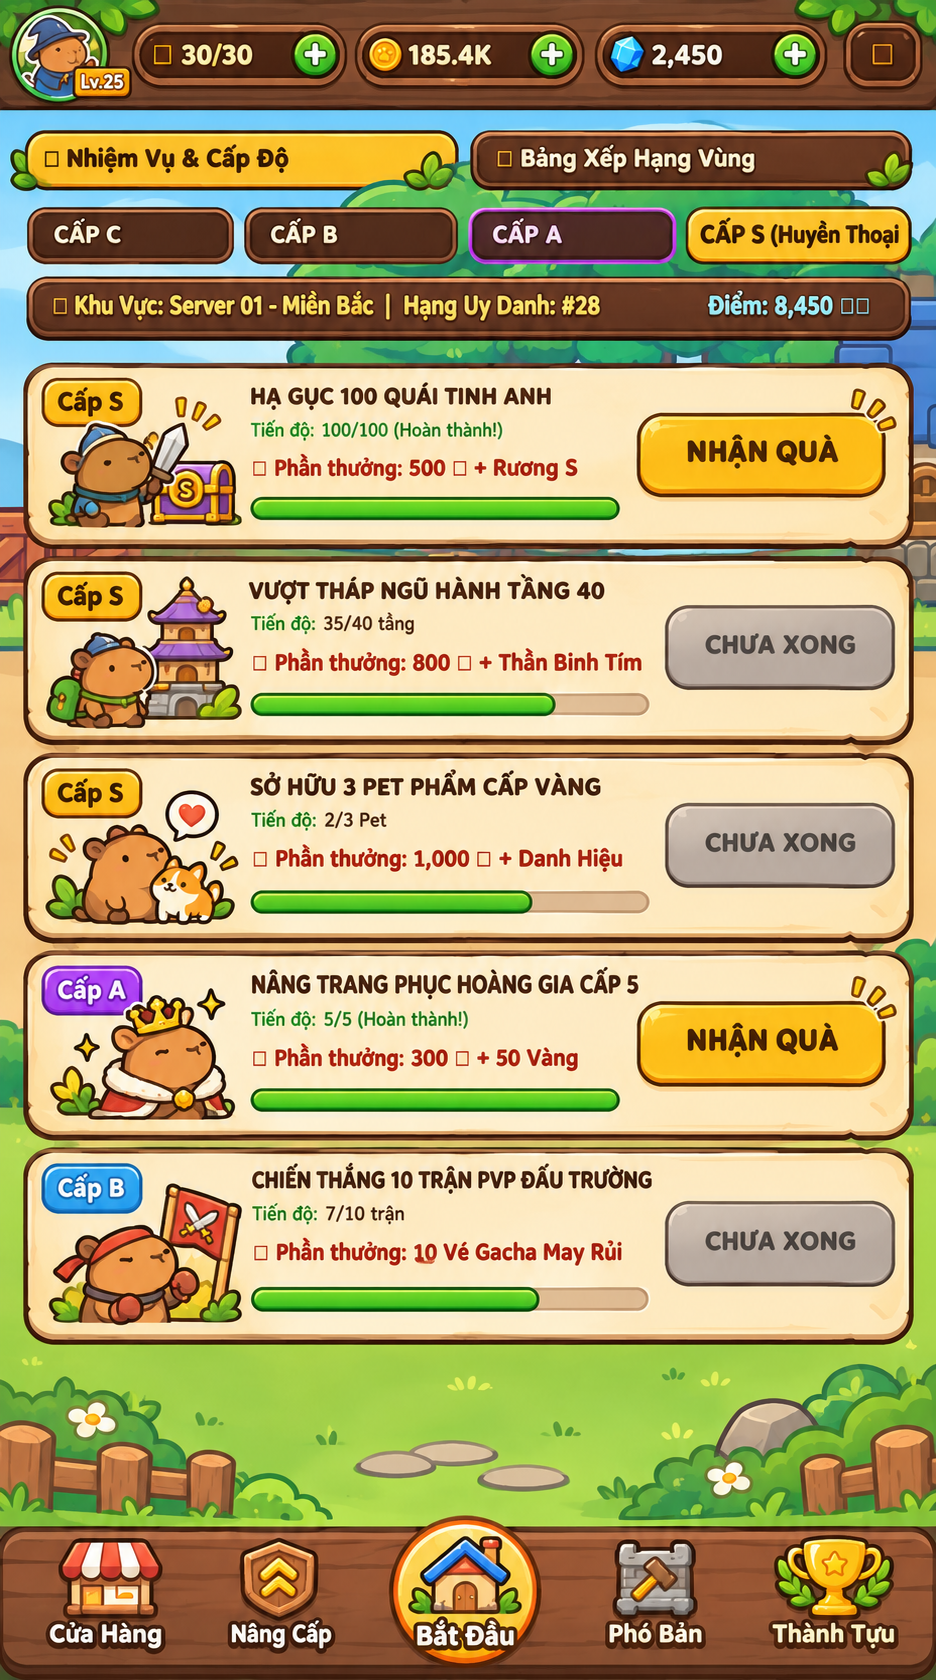 Lv.25
30/30
185.4K
2,450
Nhiệm Vụ & Cấp Độ
Bảng Xếp Hạng Vùng
CẤP C
CẤP B
CẤP A
CẤP S (Huyền Thoại
Khu Vực: Server 01 - Miền Bắc | Hạng Uy Danh: #28
Điểm: 8,450
Cấp S
HẠ GỤC 100 QUÁI TINH ANH
Tiến độ: 100/100 (Hoàn thành!)
Phần thưởng: 500 □ + Rương S
S
NHẬN QUÀ
Cấp S
VƯỢT THÁP NGŨ HÀNH TẦNG 40
Tiến độ: 35/40 tầng
Phần thưởng: 800 □ + Thần Binh Tím
CHƯA XONG
Cấp S
SỞ HỮU 3 PET PHẨM CẤP VÀNG
Tiến độ: 2/3 Pet
Phần thưởng: 1,000 □ + Danh Hiệu
CHƯA XONG
Cấp A
NÂNG TRANG PHỤC HOÀNG GIA CẤP 5
Tiến độ: 5/5 (Hoàn thành!)
Phần thưởng: 300 □ + 50 Vàng
NHẬN QUÀ
Cấp B
CHIẾN THẮNG 10 TRẬN PVP ĐẤU TRƯỜNG
Tiến độ: 7/10 trận
Phần thưởng: 10 Vé Gacha May Rủi
CHƯA XONG
Cửa Hàng
Nâng Cấp
Bắt Đầu
Phó Bản
Thành Tựu